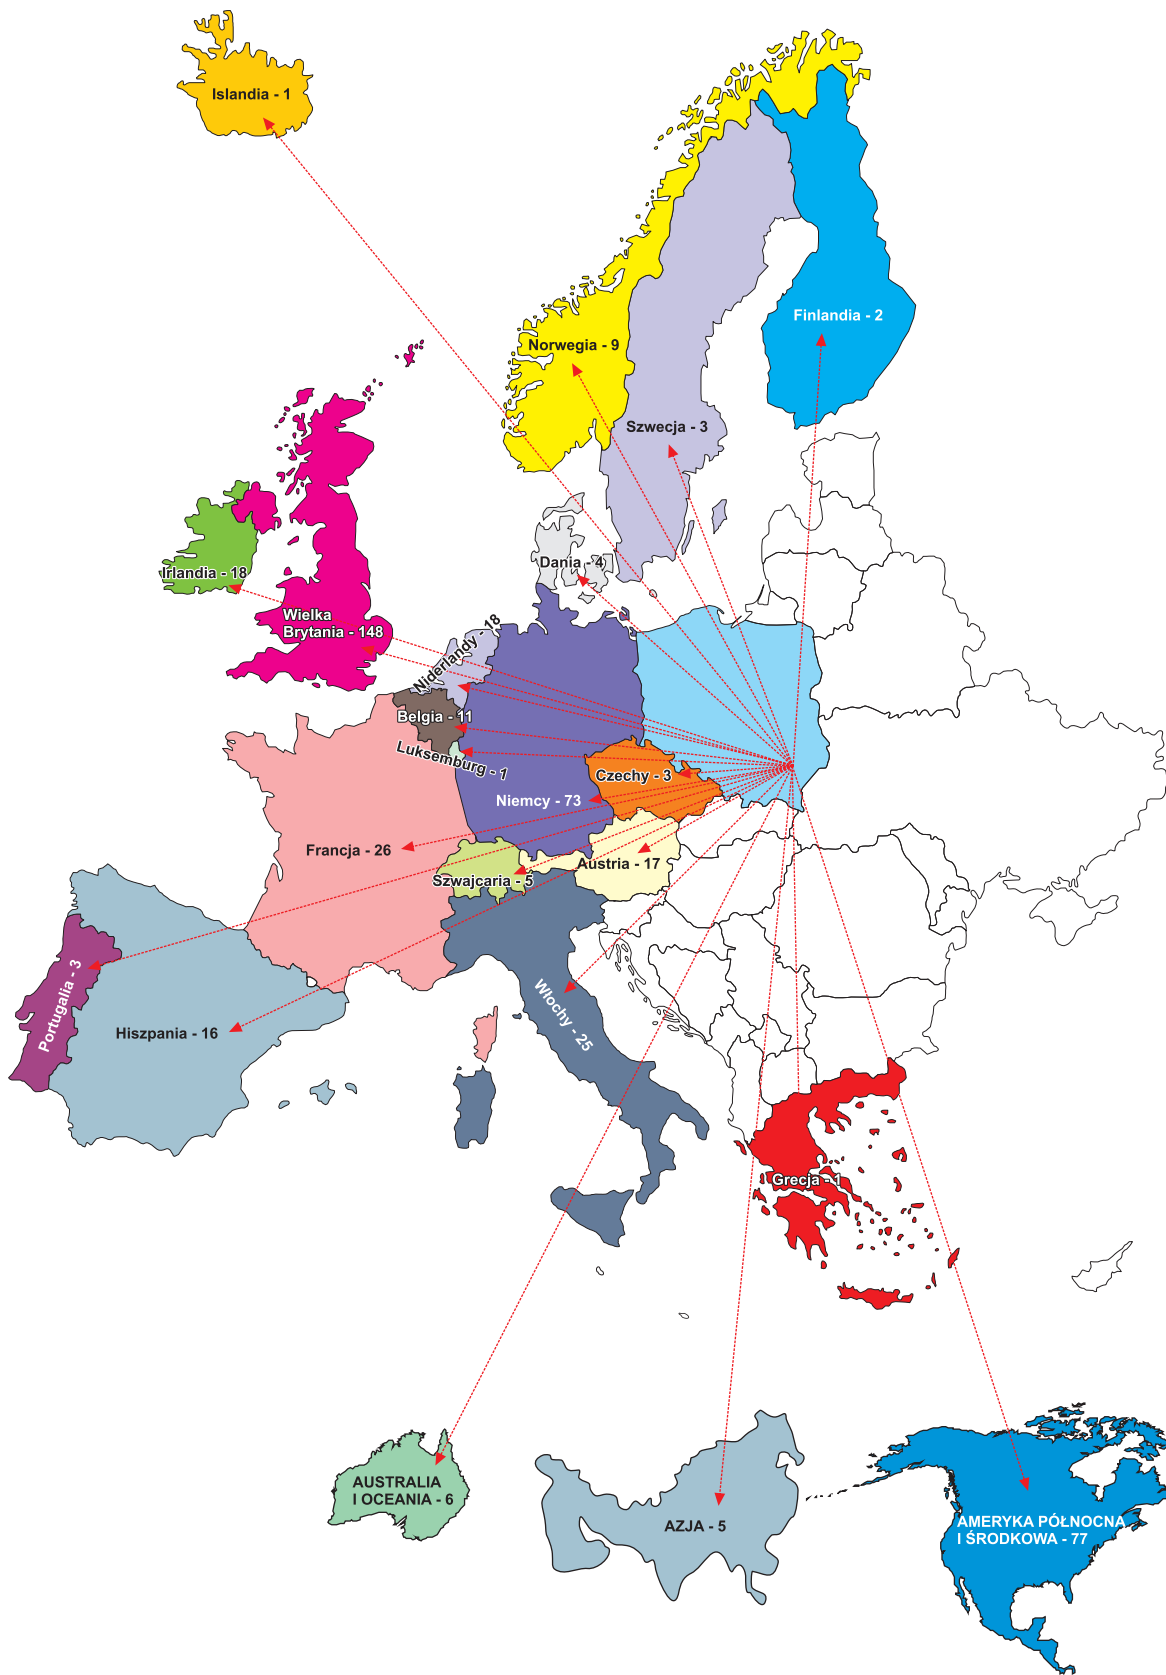 Islandia - 1
Finlandia - 2
Norwegia - 9
Szwecja - 3
Dania - 4
Irlandia - 18
Wielka
Brytania - 148
Niderlandy - 18
Belgia - 11
Luksemburg - 1
Czechy - 3
Niemcy - 73
Francja - 26
Austria - 17
Szwajcaria - 5
Portugalia - 3
Hiszpania - 16
Włochy - 25
Grecja - 1
AUSTRALIA
I OCEANIA - 6
AZJA - 5
AMERYKA PÓŁNOCNA
I ŚRODKOWA - 77